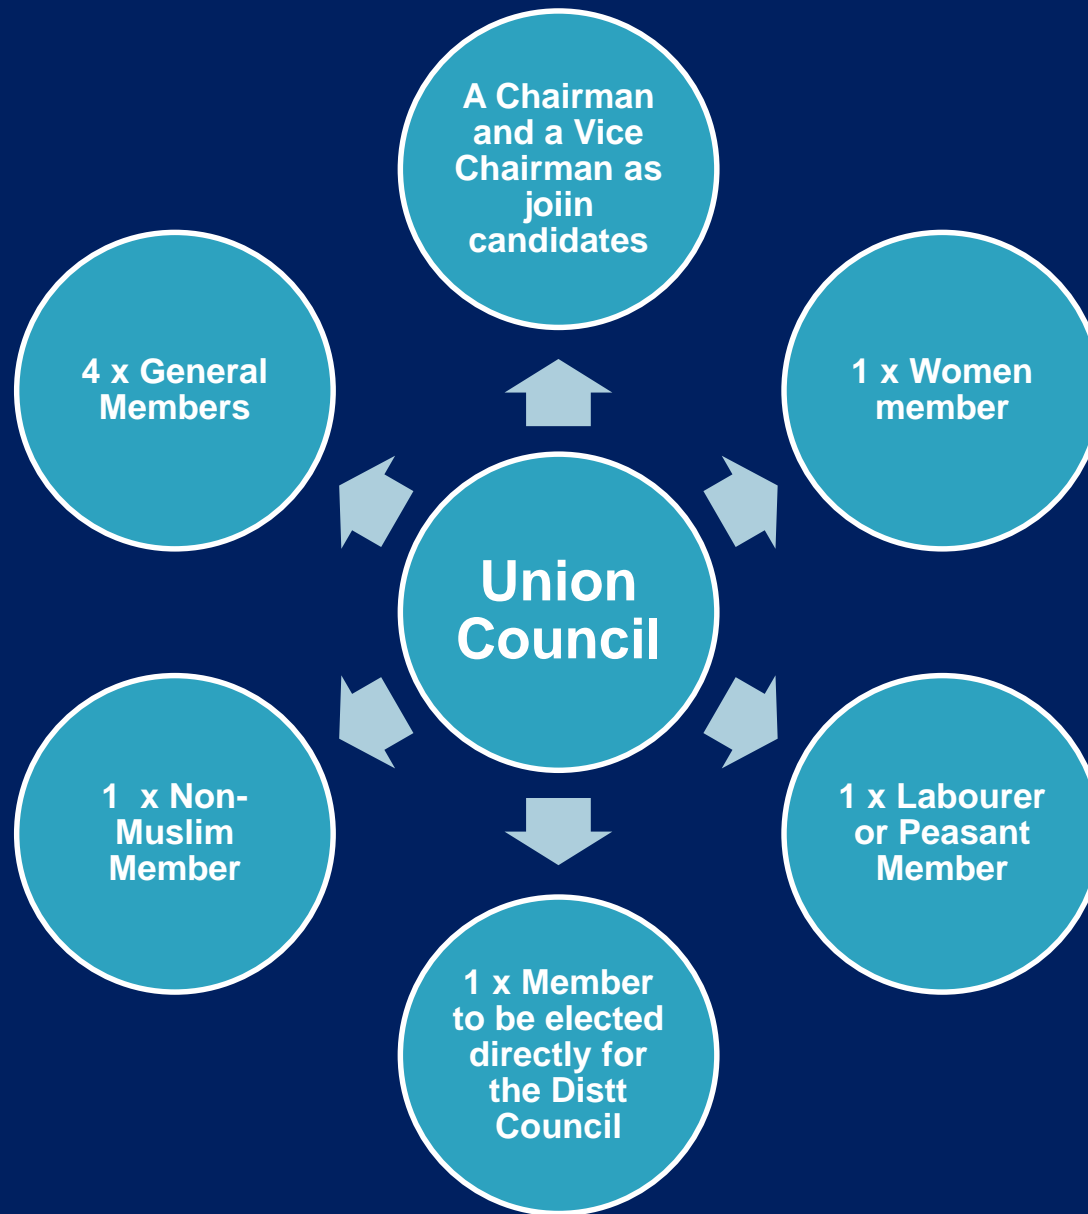 A Chairman
and a Vice
Chairman as
joiin
candidates
4 x General
Members
1 x Women
member
Union
Council
1 x Non-
Muslim
Member
1 x Labourer
or Peasant
Member
1 x Member
to be elected
directly for
the Distt
Council